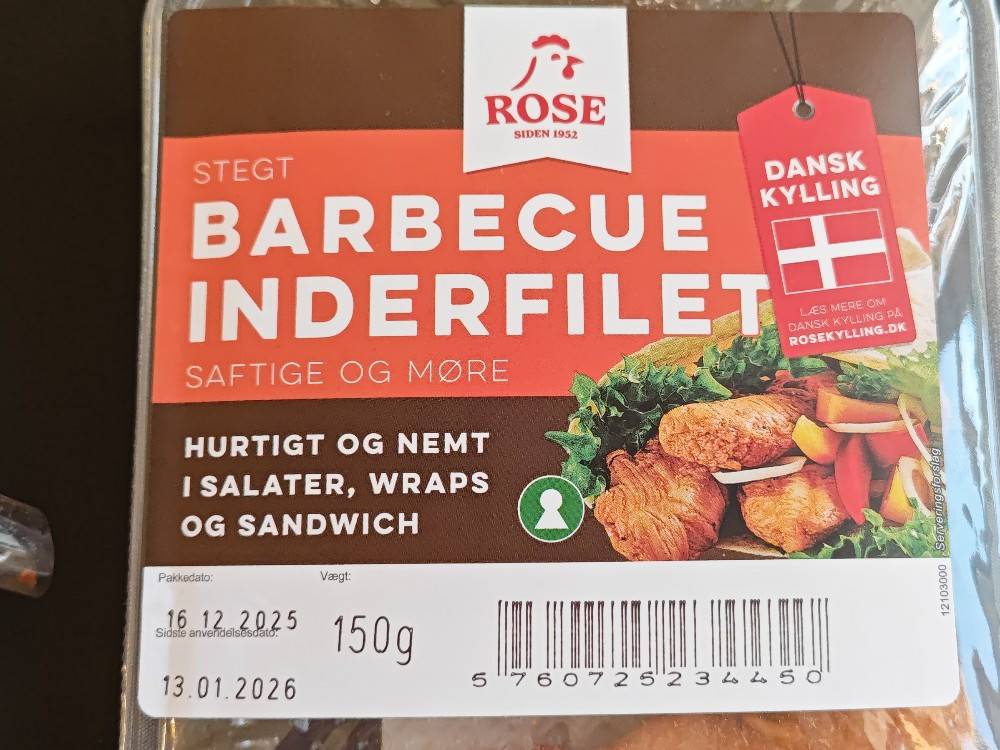 ROSE
SIDEN 1952
STEGT
BARBECUE
INDERFILET
SAFTIGE OG MØRE
DANSK
KYLLING
LÆS MERE OM
DANSK KYLLING PÅ
ROSEKYLLING.DK
HURTIGT OG NEMT
I SALATER, WRAPS
OG SANDWICH
Serveringsforslag
12103000
Pakkedato:
16 12 2025
Sidste anvendelsesdato:
13.01.2026
Vægt:
150g
5 760725 234450